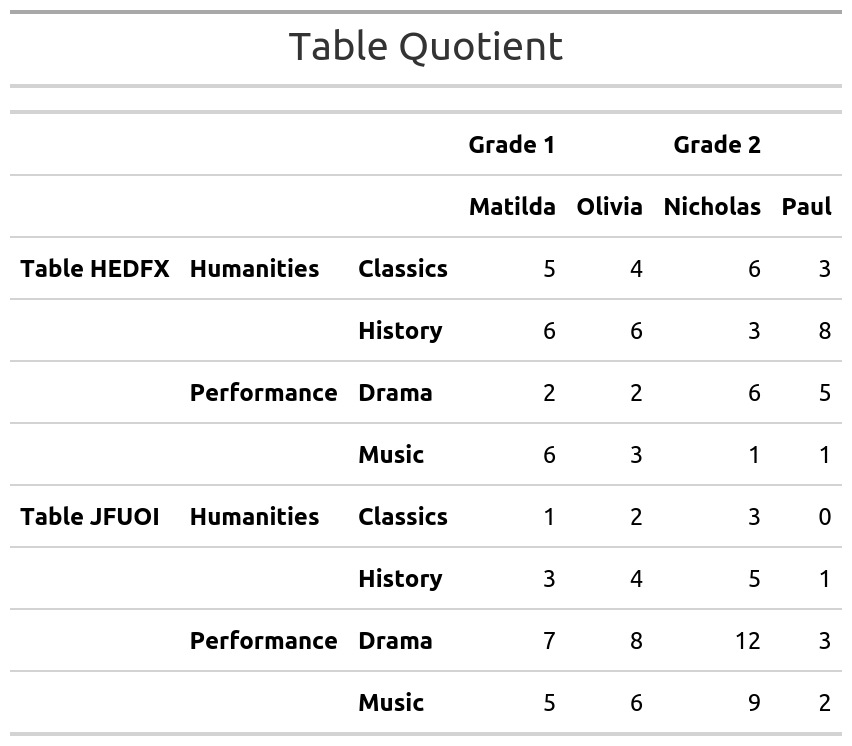 Table Quotient
Grade 1 Grade 2
Matilda Olivia Nicholas Paul
Table HEDFX Humanities Classics 5 4 6 3
History 6 6 3 8
Performance Drama 2 2 6 5
Music 6 3 1 1
Table JFUOI Humanities Classics 1 2 3 0
History 3 4 5 1
Performance Drama 7 8 12 3
Music 5 6 9 2